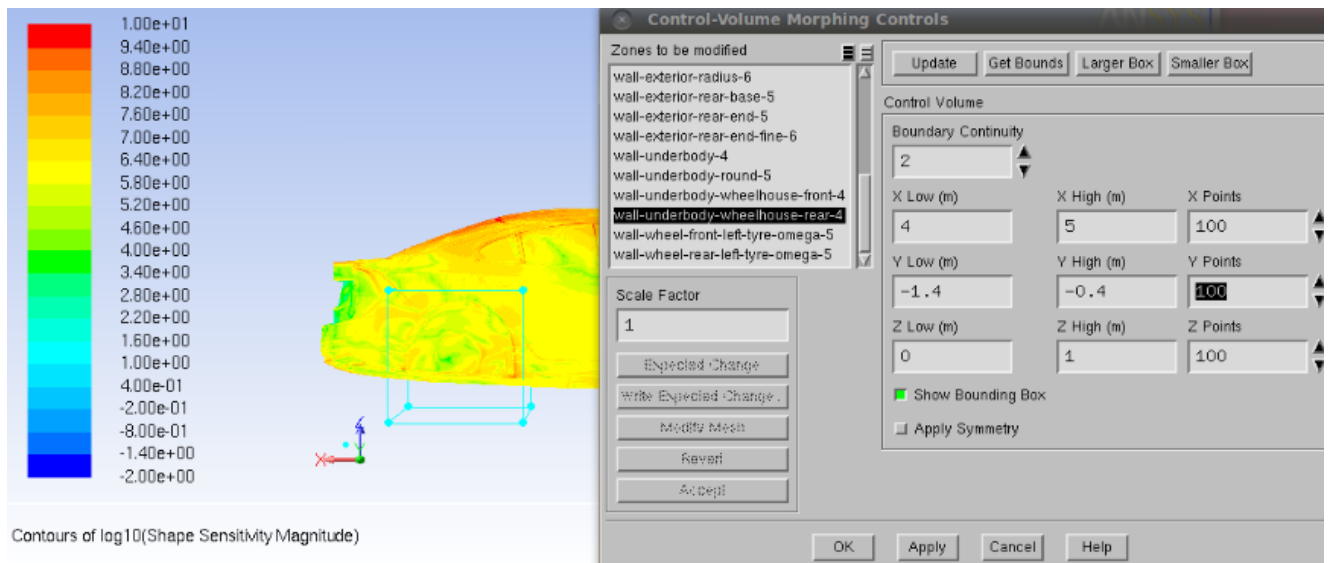 1.00e+01
9.40e+00
8.80e+00
8.20e+00
7.60e+00
7.00e+00
6.40e+00
5.80e+00
5.20e+00
4.60e+00
4.00e+00
3.40e+00
2.80e+00
2.20e+00
1.60e+00
1.00e+00
4.00e-01
-2.00e-01
-8.00e-01
-1.40e+00
-2.00e+00
X
Z
Contours of log10(Shape Sensitivity Magnitude)
Control-Volume Morphing Controls
Zones to be modified
wall-exterior-radius-6
wall-exterior-rear-base-5
wall-exterior-rear-end-5
wall-exterior-rear-end-fine-6
wall-underbody-4
wall-underbody-round-5
wall-underbody-wheelhouse-front-4
wall-underbody-wheelhouse-rear-4
wall-wheel-front-left-tyre-omega-5
wall-wheel-rear-left-tyre-omega-5
Scale Factor
1
Expected Change
Write Expected Change...
Modify Mesh
Revert
Accept
Update Get Bounds Larger Box Smaller Box
Control Volume
Boundary Continuity
2
X Low (m) X High (m) X Points
4 5 100
Y Low (m) Y High (m) Y Points
-1.4 -0.4 100
Z Low (m) Z High (m) Z Points
0 1 100
Show Bounding Box
Apply Symmetry
OK Apply Cancel Help